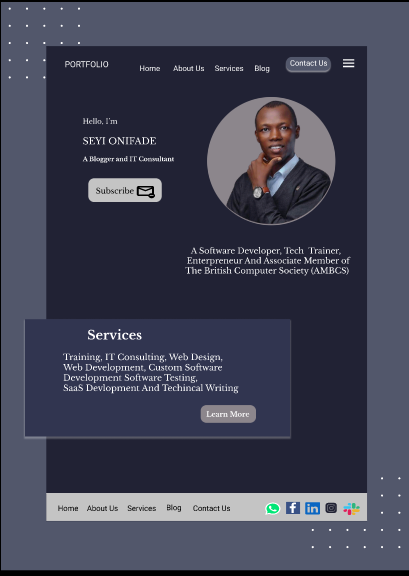 PORTFOLIO
Home About Us Services Blog Contact Us
Hello, I'm
SEYI ONIFADE
A Blogger and IT Consultant
Subscribe
A Software Developer, Tech Trainer,
Enterpreneur And Associate Member of
The British Computer Society (AMBCS)
Services
Training, IT Consulting, Web Design,
Web Development, Custom Software
Development Software Testing,
SaaS Devlopment And Techincal Writing
Learn More
Home About Us Services Blog Contact Us